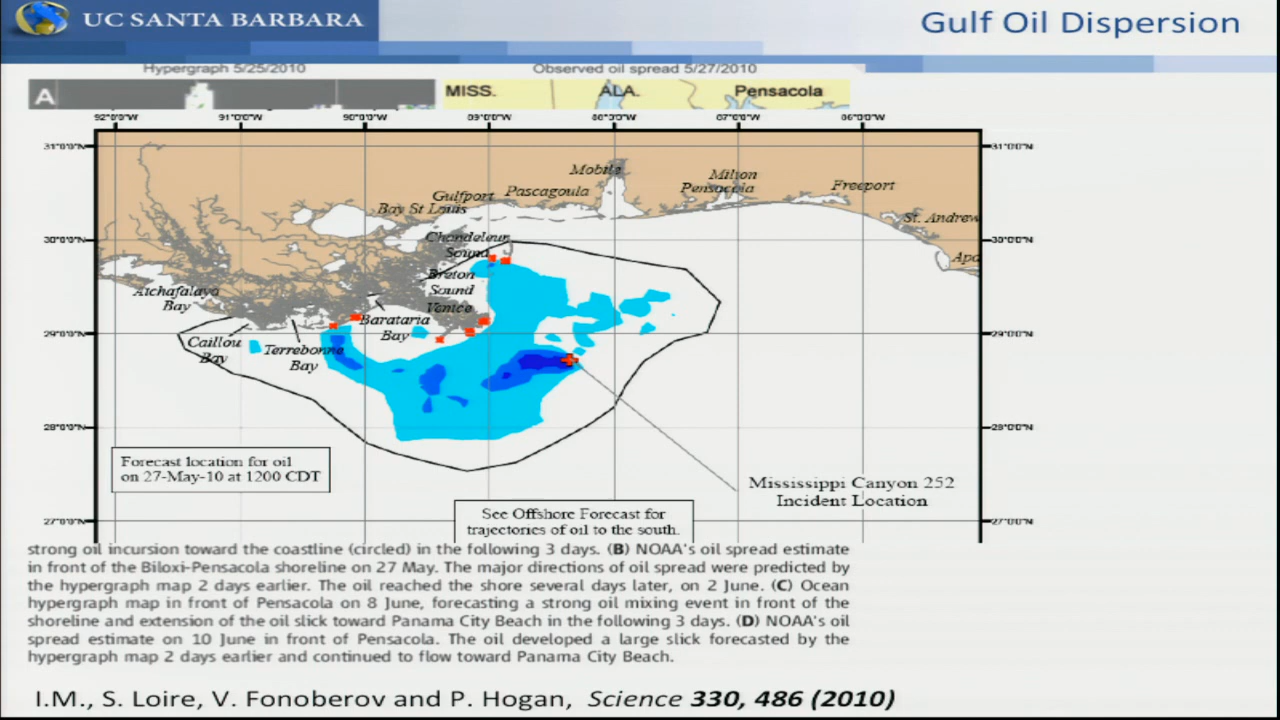 UC SANTA BARBARA
Gulf Oil Dispersion
Hypergraph 5/25/2010
Observed oil spread 5/27/2010
A
MISS.
ALA.
Pensacola
92°0'0"W
91°0'0"W
90°0'0"W
89°0'0"W
88°0'0"W
87°0'0"W
86°0'0"W
31°0'0"N
31°0'0"N
Mobile
Milton
Pensacola
Freeport
Gulfport
Pascagoula
Bay St Louis
St. Andrew
30°0'0"N
30°0'0"N
Chandeleur
Sound
Apa
Breton
Sound
Atchafalaya
Bay
Venice
Barataria
Bay
29°0'0"N
29°0'0"N
Caillou
Bay
Terrebonne
Bay
28°0'0"N
28°0'0"N
Forecast location for oil
on 27-May-10 at 1200 CDT
Mississippi Canyon 252
Incident Location
See Offshore Forecast for
trajectories of oil to the south.
27°0'0"N
27°0'0"N
strong oil incursion toward the coastline (circled) in the following 3 days. (B) NOAA's oil spread estimate
in front of the Biloxi-Pensacola shoreline on 27 May. The major directions of oil spread were predicted by
the hypergraph map 2 days earlier. The oil reached the shore several days later, on 2 June. (C) Ocean
hypergraph map in front of Pensacola on 8 June, forecasting a strong oil mixing event in front of the
shoreline and extension of the oil slick toward Panama City Beach in the following 3 days. (D) NOAA's oil
spread estimate on 10 June in front of Pensacola. The oil developed a large slick forecasted by the
hypergraph map 2 days earlier and continued to flow toward Panama City Beach.
I.M., S. Loire, V. Fonoberov and P. Hogan, Science 330, 486 (2010)